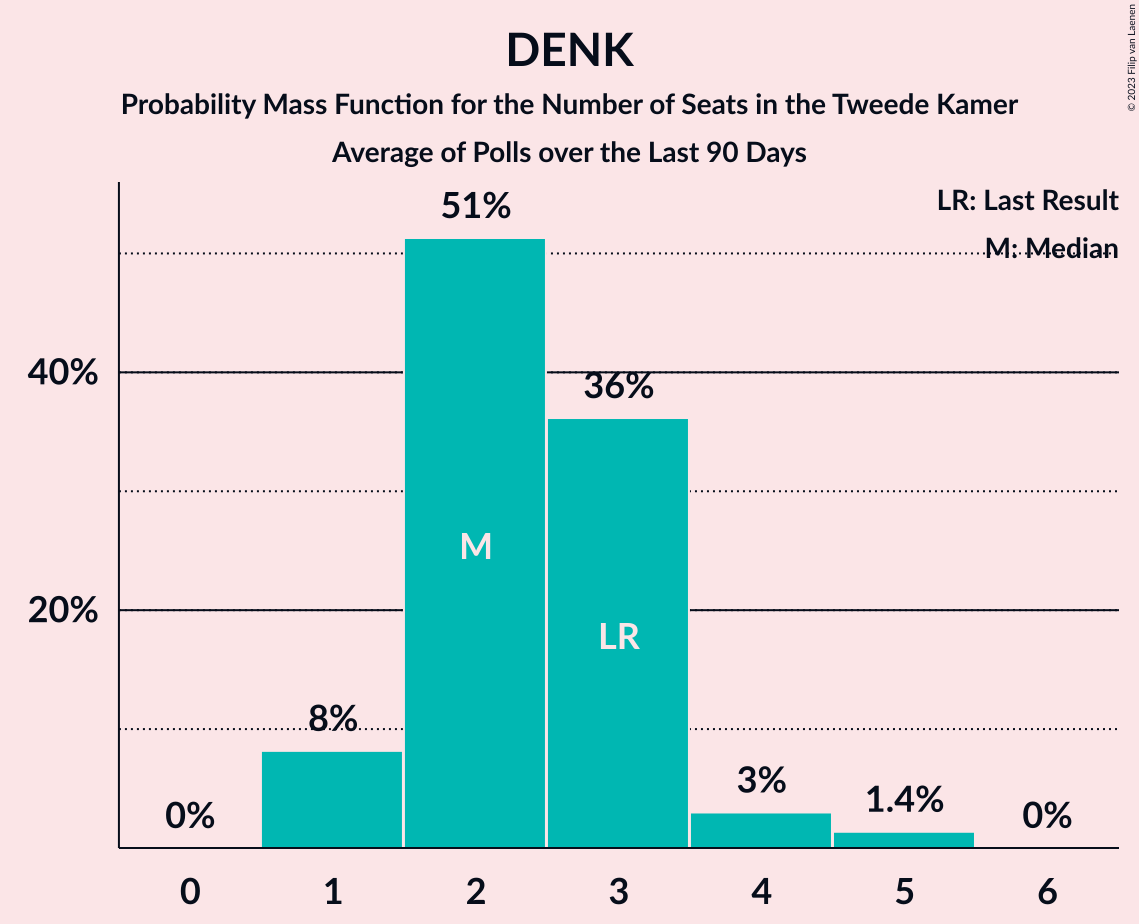 DENK
Probability Mass Function for the Number of Seats in the Tweede Kamer
Average of Polls over the Last 90 Days
© 2023 Filip van Laenen
LR: Last Result
M: Median
51%
40%
36%
M
20%
LR
8%
3%
1.4%
0%
0%
0 1 2 3 4 5 6